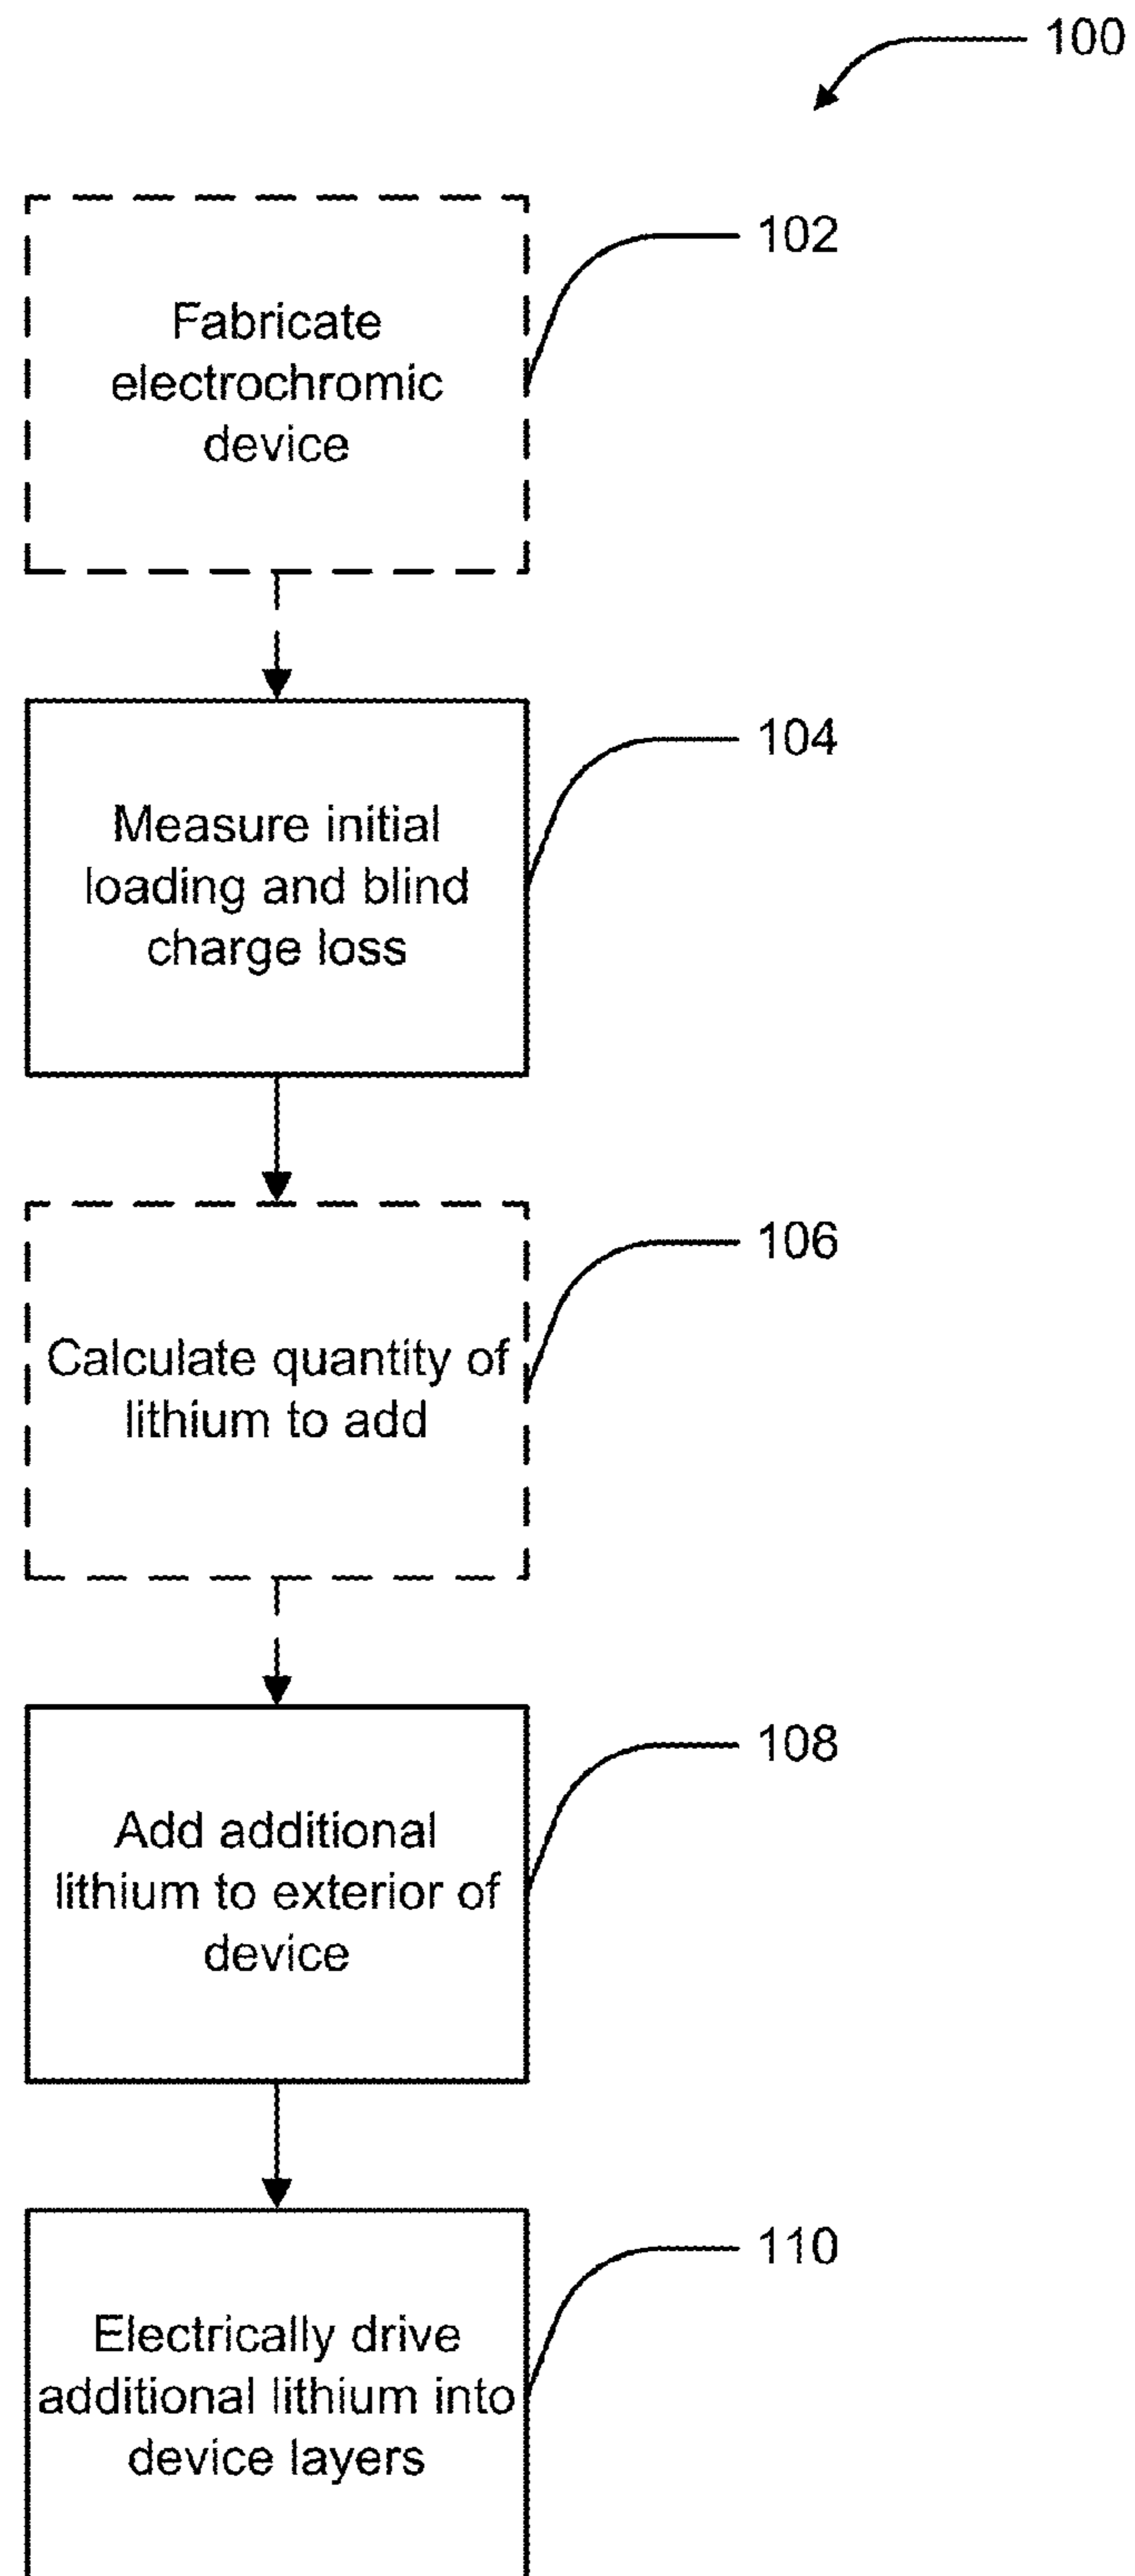 100
102
Fabricate
electrochromic
device
104
Measure initial
loading and blind
charge loss
106
Calculate quantity of
lithium to add
108
Add additional
lithium to exterior of
device
110
Electrically drive
additional lithium into
device layers